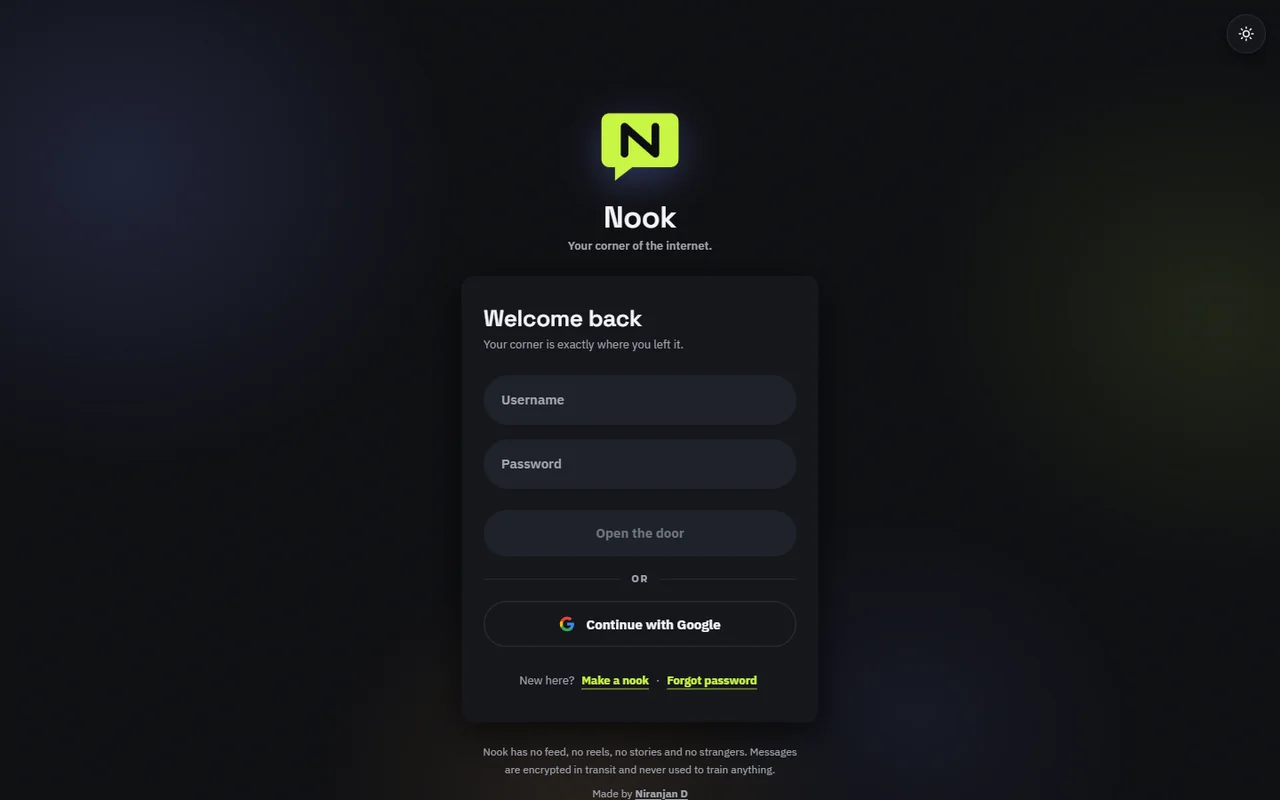 N
Nook
Your corner of the internet.
Welcome back
Your corner is exactly where you left it.
Username
Password
Open the door
OR
Continue with Google
New here? Make a nook · Forgot password
Nook has no feed, no reels, no stories and no strangers. Messages
are encrypted in transit and never used to train anything.
Made by Niranjan D